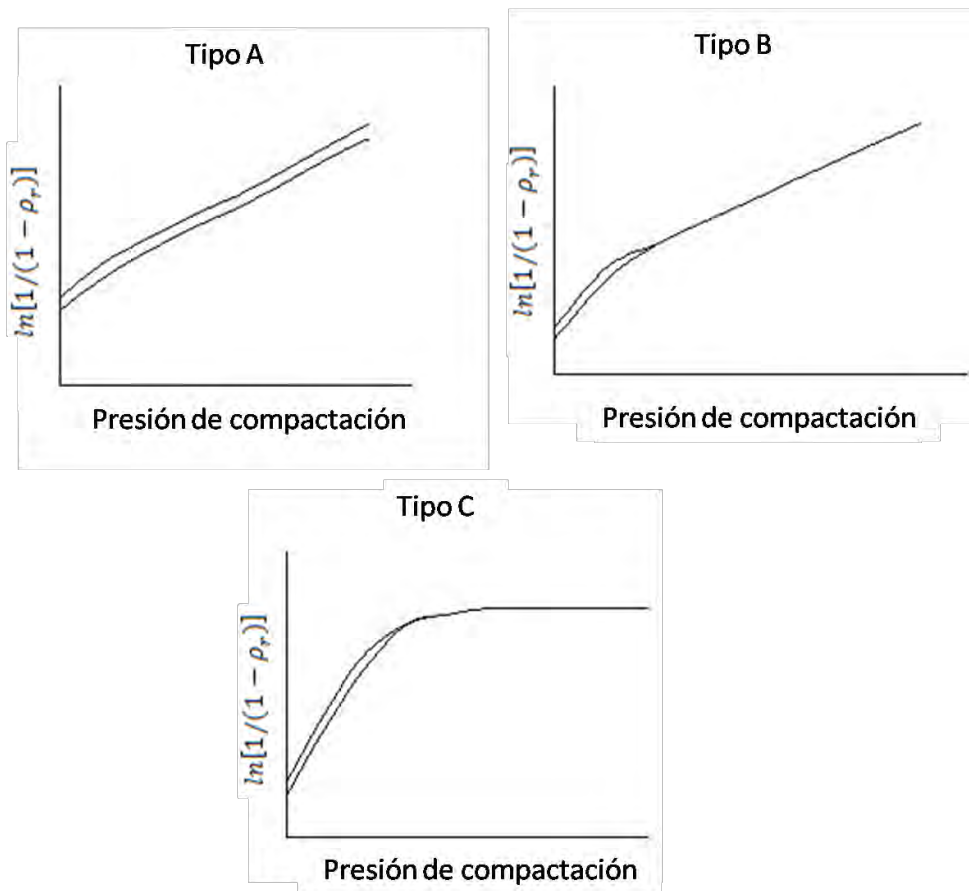 Tipo A
ln[1/(1 − ρr)]
Presión de compactación
Tipo B
ln[1/(1 − ρr)]
Presión de compactación
Tipo C
ln[1/(1 − ρr)]
Presión de compactación